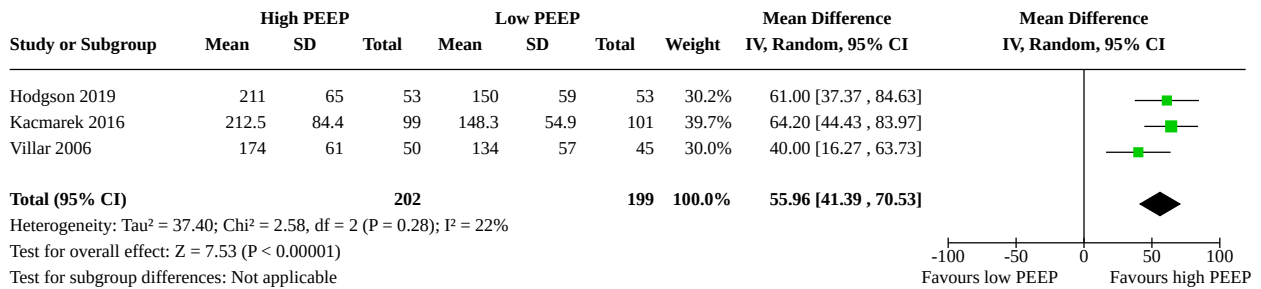 High PEEP Low PEEP Mean Difference Mean Difference
Study or Subgroup Mean SD Total Mean SD Total Weight IV, Random, 95% CI IV, Random, 95% CI
Hodgson 2019 211 65 53 150 59 53 30.2% 61.00 [37.37 , 84.63]
Kacmarek 2016 212.5 84.4 99 148.3 54.9 101 39.7% 64.20 [44.43 , 83.97]
Villar 2006 174 61 50 134 57 45 30.0% 40.00 [16.27 , 63.73]
Total (95% CI) 202 199 100.0% 55.96 [41.39 , 70.53]
Heterogeneity: Tau² = 37.40; Chi² = 2.58, df = 2 (P = 0.28); I² = 22%
Test for overall effect: Z = 7.53 (P < 0.00001) -100 -50 0 50 100
Test for subgroup differences: Not applicable Favours low PEEP Favours high PEEP